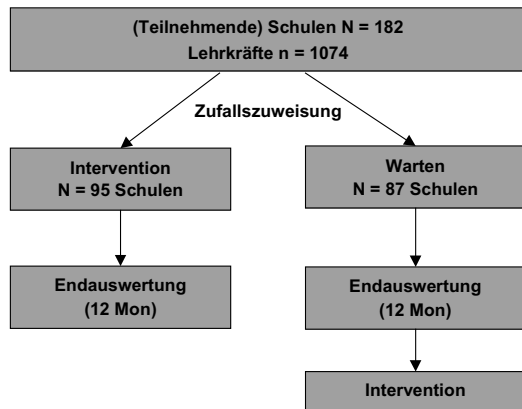 (Teilnehmende) Schulen N = 182
Lehrkräfte n = 1074
Zufallszuweisung
Intervention
N = 95 Schulen
Warten
N = 87 Schulen
Endauswertung
(12 Mon)
Endauswertung
(12 Mon)
Intervention